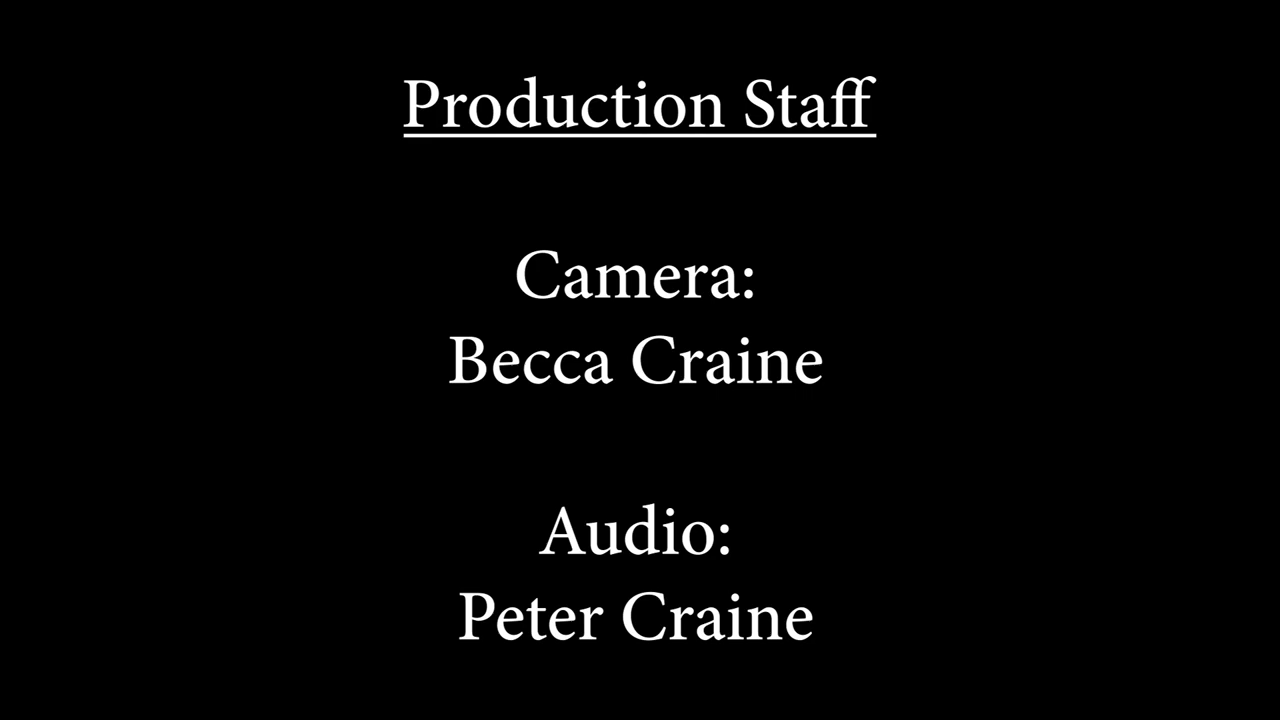 Production Staff
Camera:
Becca Craine
Audio:
Peter Craine